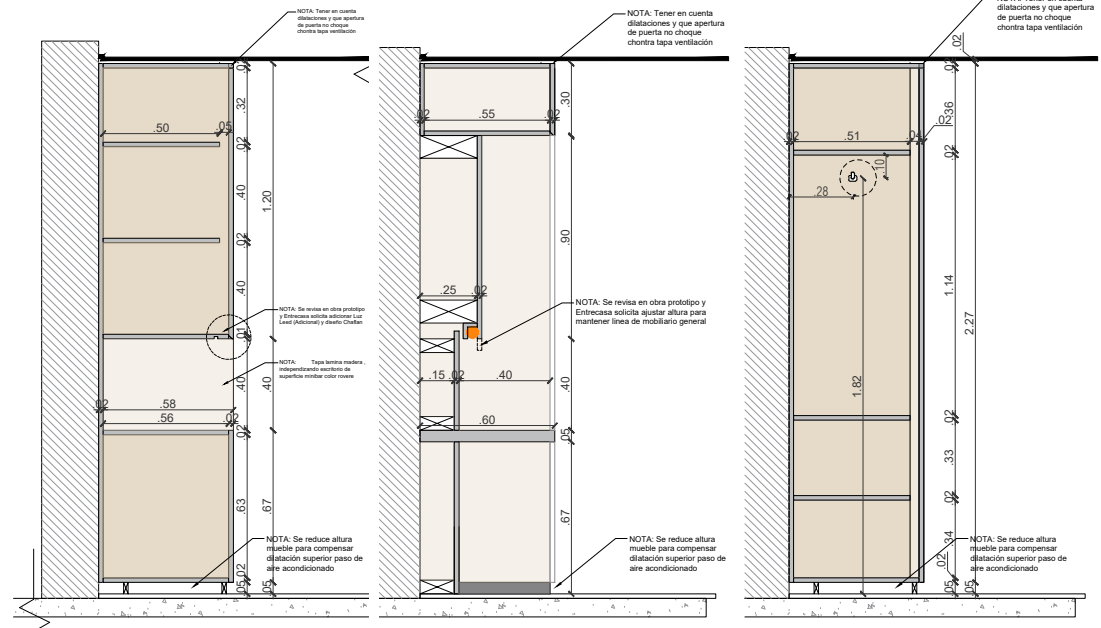 NOTA: Tener en cuenta
dilataciones y que apertura
de puerta no choque
chontra tapa ventilación
.02
.32
.50
.05
.02
.40
1.20
.02
.40
NOTA: Se revisa en obra prototipo
y Entrecasa solicita adicionar Luz
Leed (Adicional) y diseño Chaflan
.01
NOTA: Tapa lamina madera ,
independizando escritorio de
superficie minibar color rovere
.40
.40
.02
.58
.56
.02
.02
.63
.67
NOTA: Se reduce altura
mueble para compensar
dilatación superior paso de
aire acondicionado
.02
.05
.05
NOTA: Tener en cuenta
dilataciones y que apertura
de puerta no choque
chontra tapa ventilación
.30
.02
.55
.02
.90
.25
.02
NOTA: Se revisa en obra prototipo y
Entrecasa solicita ajustar altura para
mantener linea de mobiliario general
.15
.02
.40
.40
.60
.05
.67
NOTA: Se reduce altura
mueble para compensar
dilatación superior paso de
aire acondicionado
.05
dilataciones y que apertura
de puerta no choque
chontra tapa ventilación
.02
.02
.36
.02
.02
.51
.04
.02
.10
.28
1.14
2.27
1.82
.02
.33
.02
.34
.02
NOTA: Se reduce altura
mueble para compensar
dilatación superior paso de
aire acondicionado
.05
.05